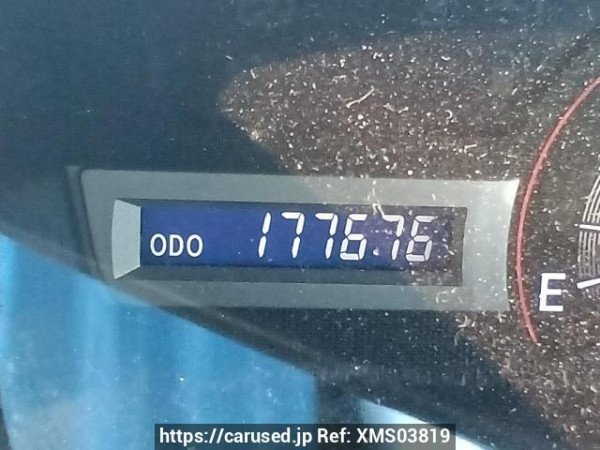 ODO 177676
E
https://carused.jp Ref: XMS03819